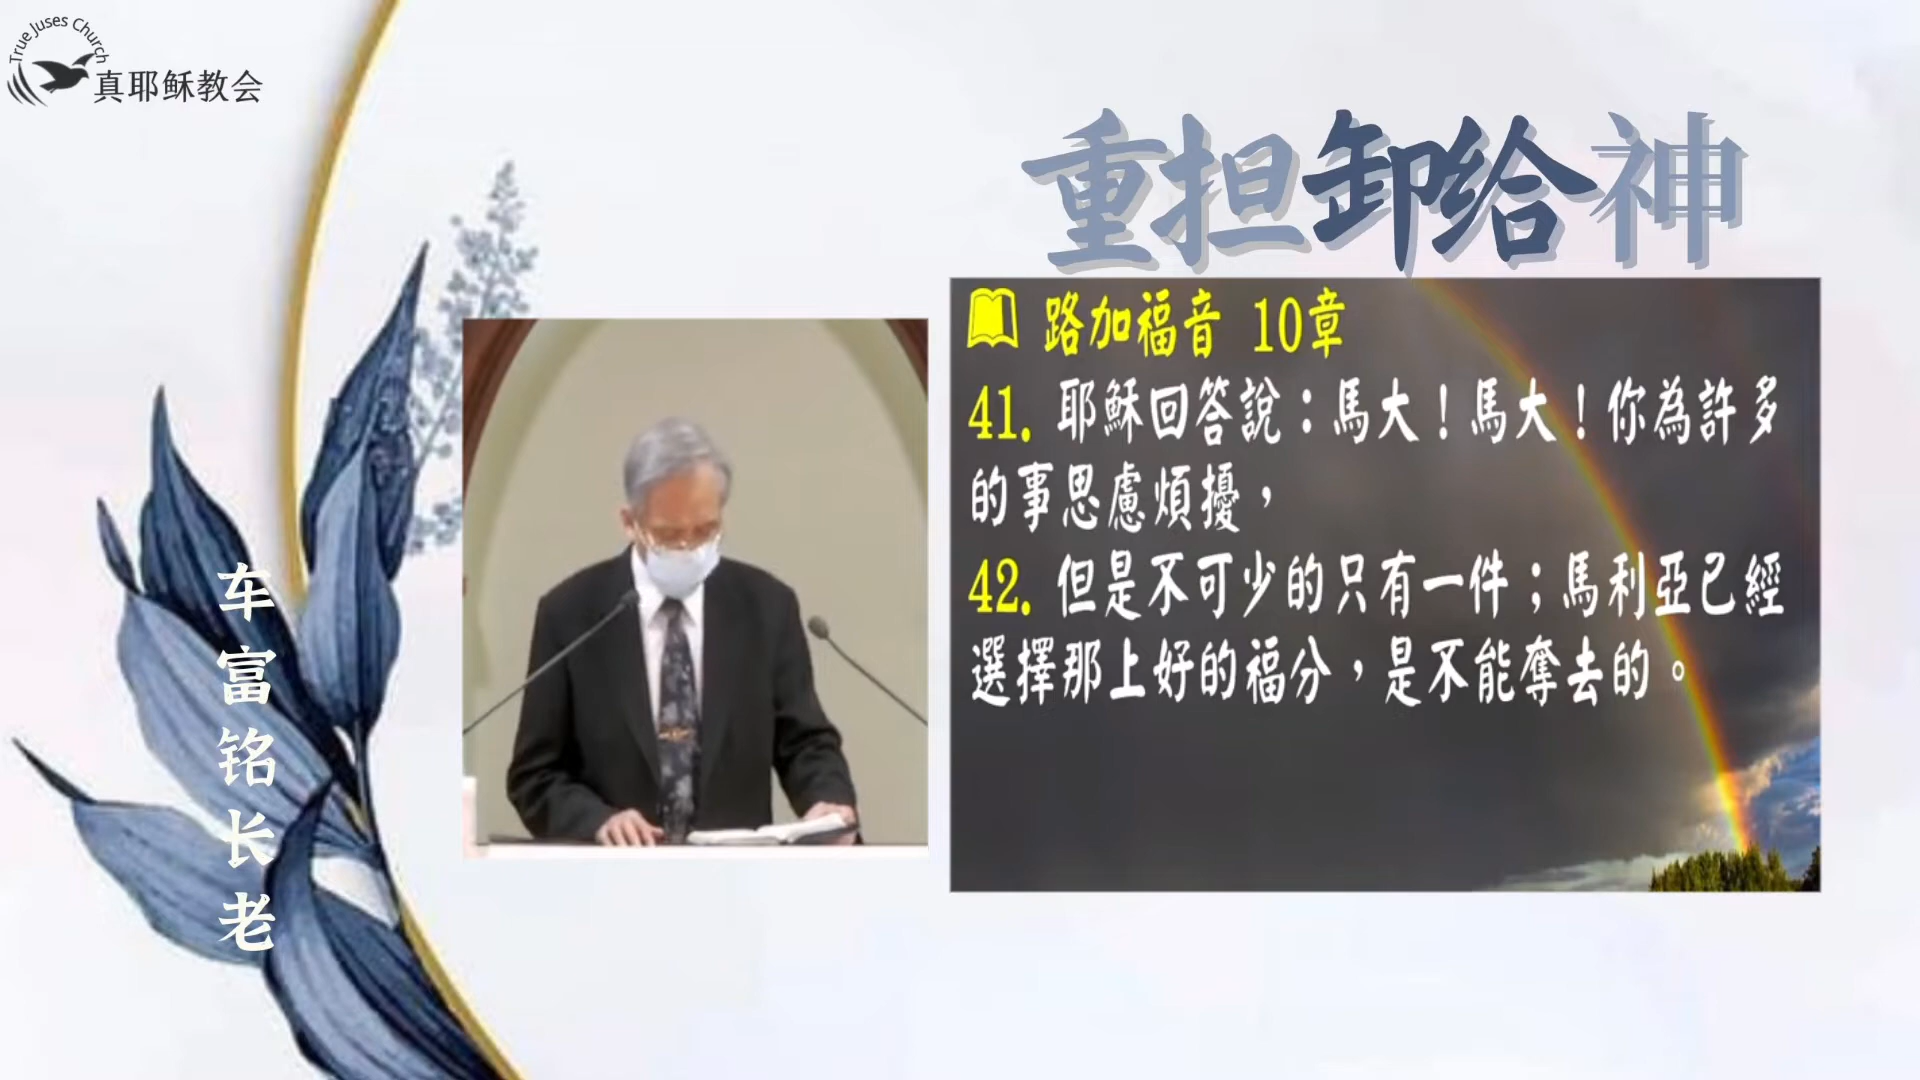 True Juses Church
真耶稣教会
重担卸给神
路加福音 10章
41. 耶穌回答說：馬大！馬大！你為許多
的事思慮煩擾，
42. 但是不可少的只有一件；馬利亞已經
選擇那上好的福分，是不能奪去的。
车富铭长老